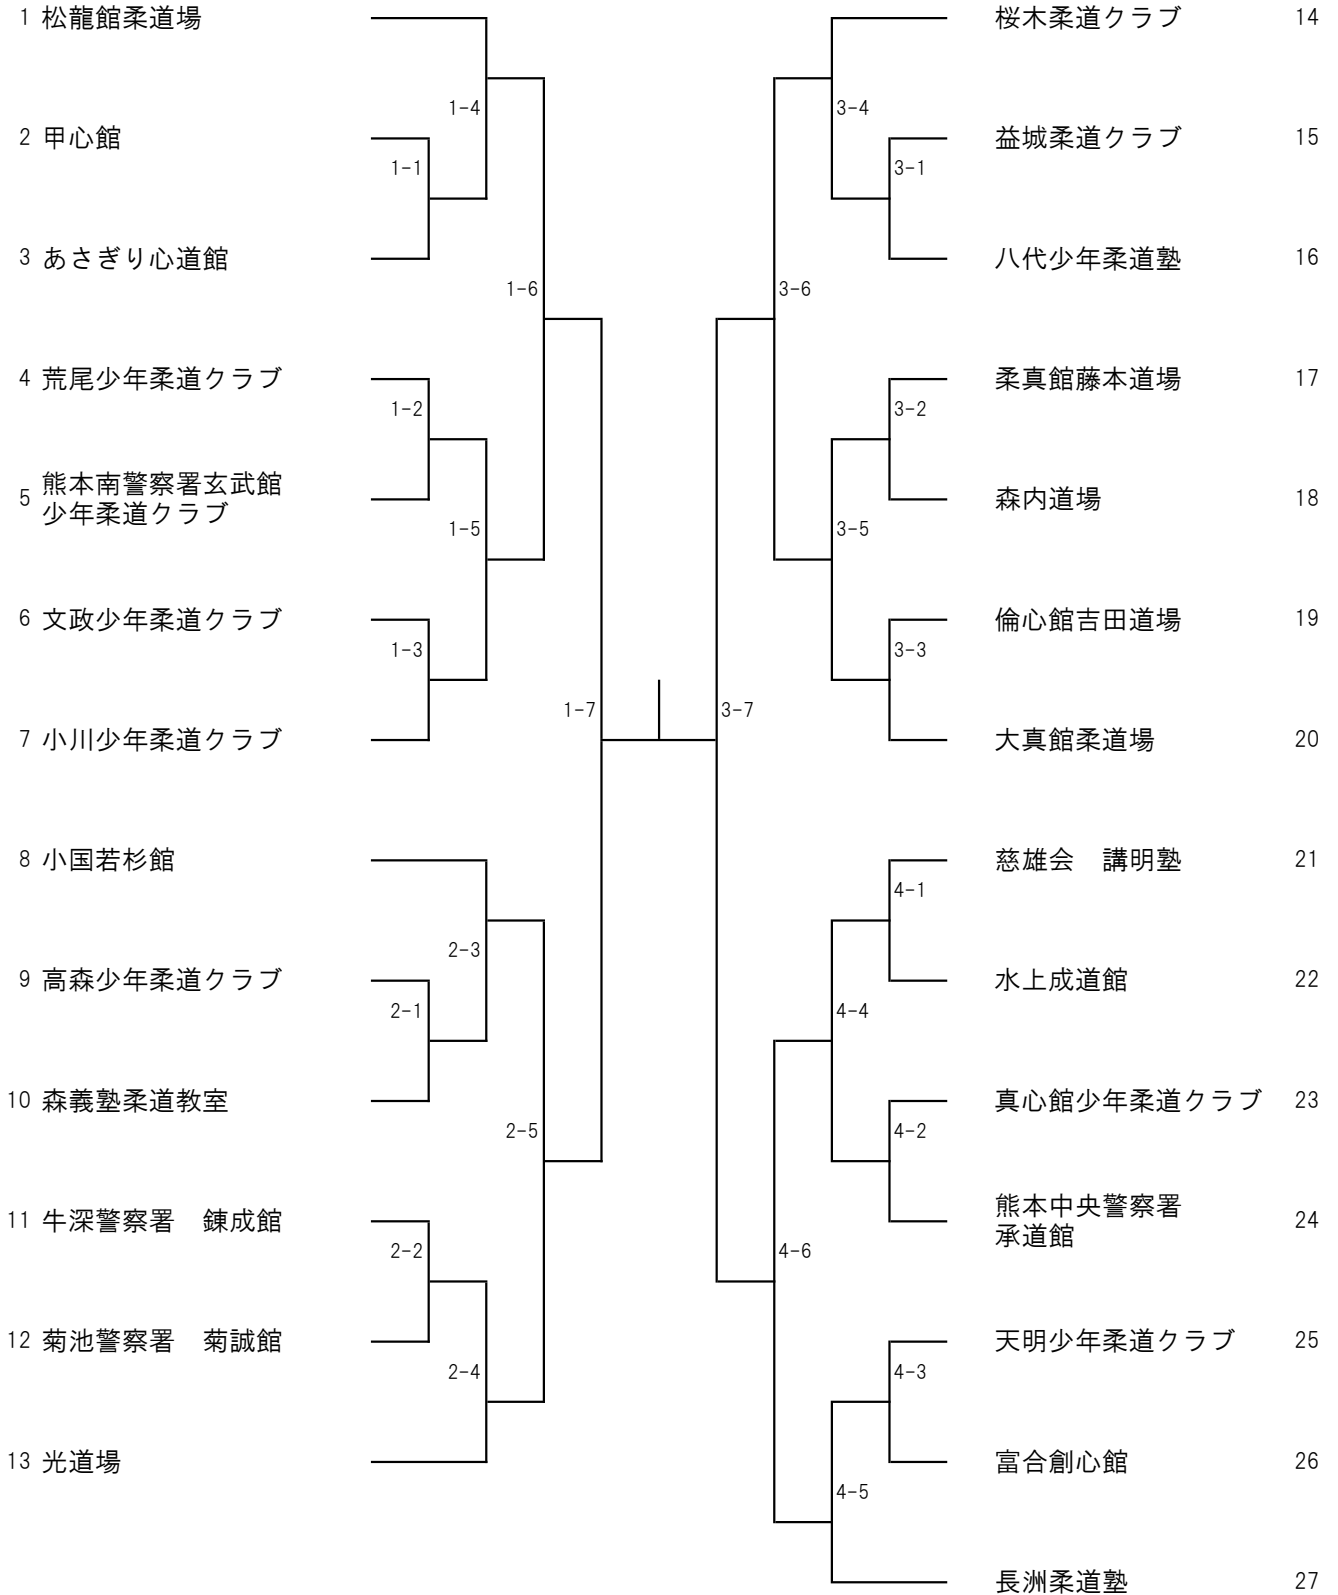 1 松龍館柔道場
2 甲心館
3 あさぎり心道館
4 荒尾少年柔道クラブ
5 熊本南警察署玄武館
少年柔道クラブ
6 文政少年柔道クラブ
7 小川少年柔道クラブ
8 小国若杉館
9 高森少年柔道クラブ
10 森義塾柔道教室
11 牛深警察署　錬成館
12 菊池警察署　菊誠館
13 光道場
1-4
1-1
1-6
1-2
1-5
1-3
1-7
2-3
2-1
2-5
2-2
2-4
3-4
3-1
3-6
3-2
3-5
3-3
3-7
4-1
4-4
4-2
4-6
4-3
4-5
桜木柔道クラブ 14
益城柔道クラブ 15
八代少年柔道塾 16
柔真館藤本道場 17
森内道場 18
倫心館吉田道場 19
大真館柔道場 20
慈雄会　講明塾 21
水上成道館 22
真心館少年柔道クラブ 23
熊本中央警察署
承道館 24
天明少年柔道クラブ 25
富合創心館 26
長洲柔道塾 27